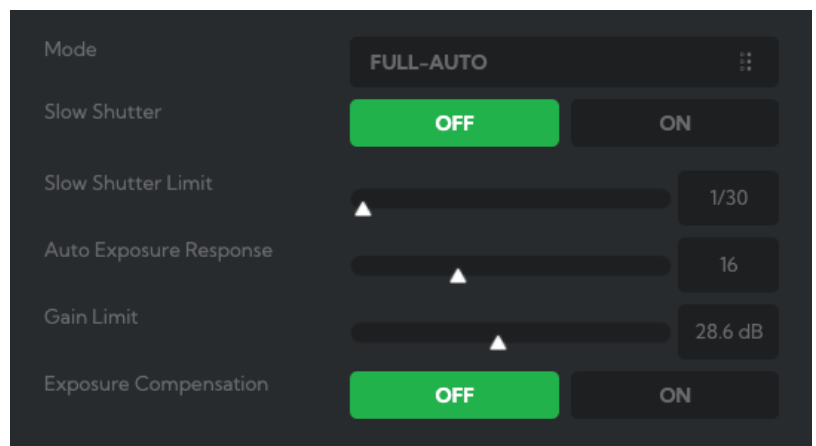 Mode
FULL-AUTO
Slow Shutter
OFF ON
Slow Shutter Limit
1/30
Auto Exposure Response
16
Gain Limit
28.6 dB
Exposure Compensation
OFF ON